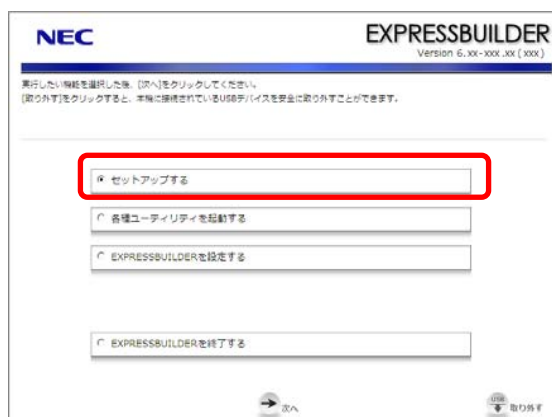 NEC
EXPRESSBUILDER
Version 6.xx-xxx.xx (xxx)
実行したい機能を選択した後、[次へ]をクリックしてください。
[取り外す]をクリックすると、本機に接続されているUSBデバイスを安全に取り外すことができます。
セットアップする
各種ユーティリティを起動する
EXPRESSBUILDERを設定する
EXPRESSBUILDERを終了する
次へ
USB
取り外す